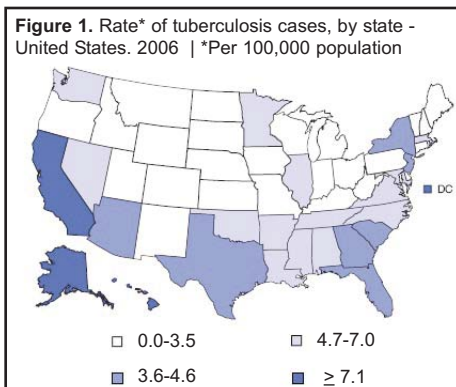 Figure 1. Rate* of tuberculosis cases, by state -
United States. 2006 | *Per 100,000 population
DC
0.0-3.5
4.7-7.0
3.6-4.6
≥ 7.1